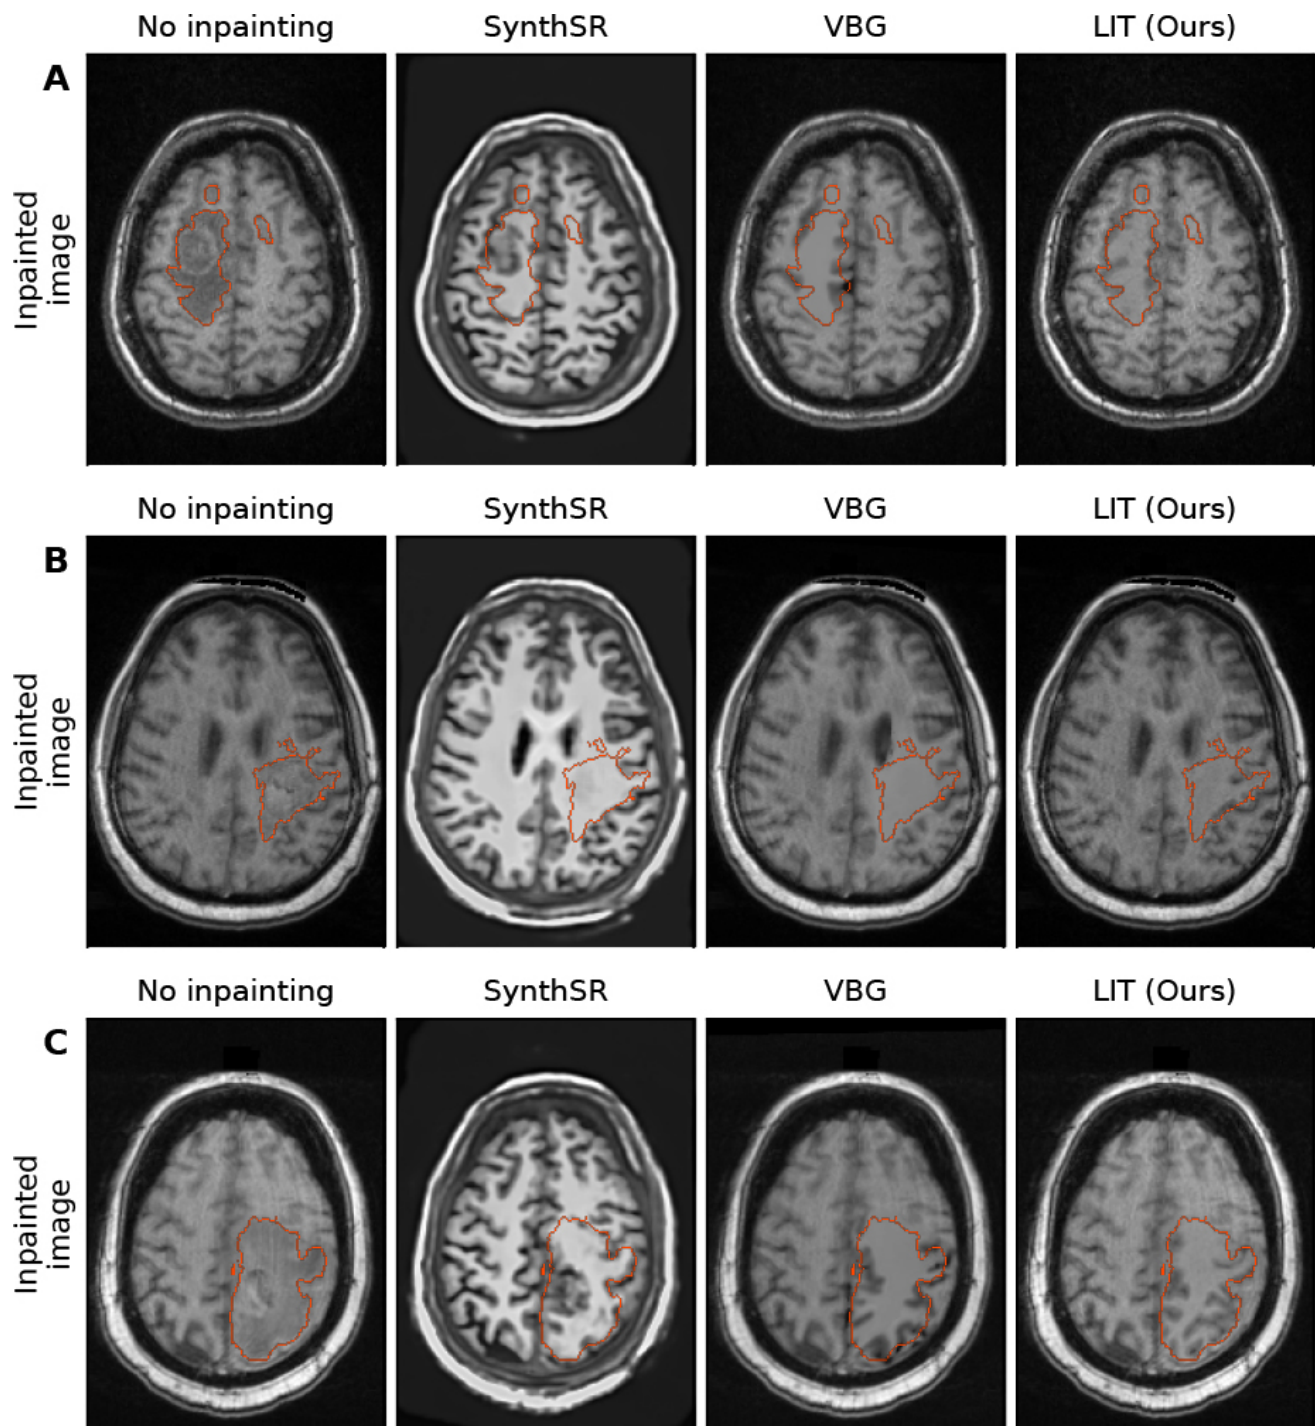 No inpainting SynthSR VBG LIT (Ours)
A
Inpainted
image
No inpainting SynthSR VBG LIT (Ours)
B
Inpainted
image
No inpainting SynthSR VBG LIT (Ours)
C
Inpainted
image